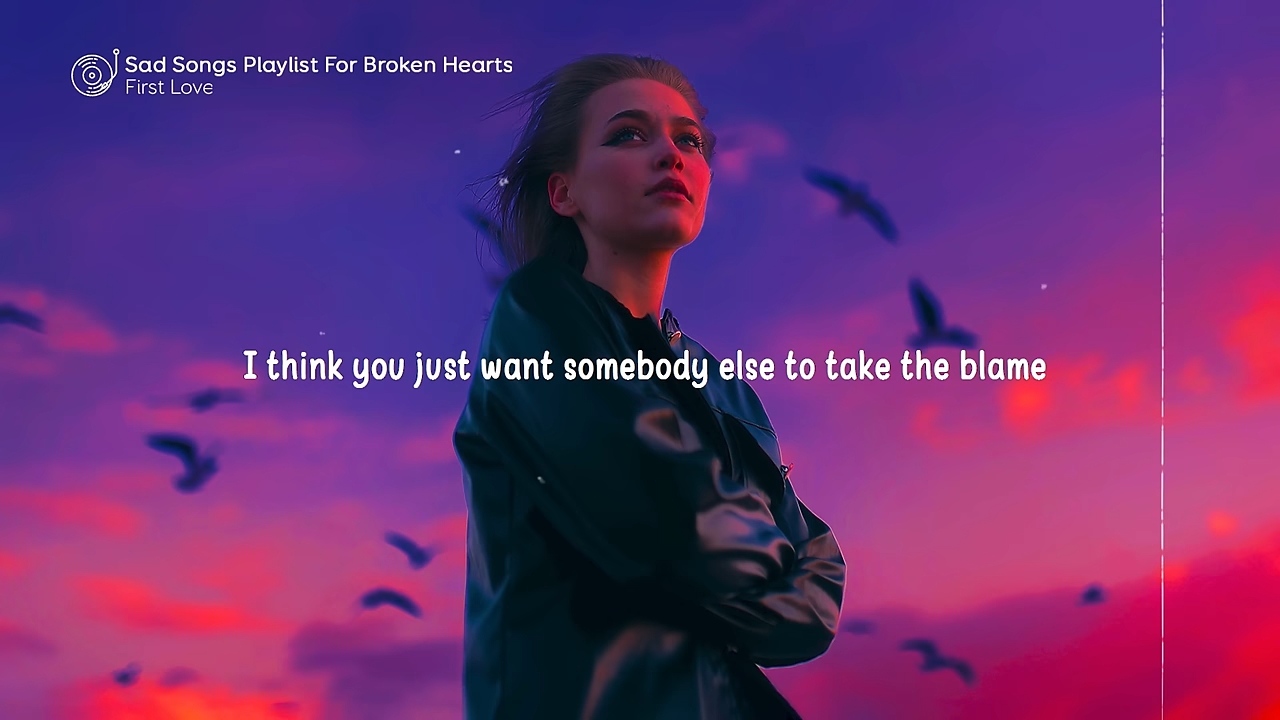 Sad Songs Playlist For Broken Hearts
First Love
I think you just want somebody else to take the blame